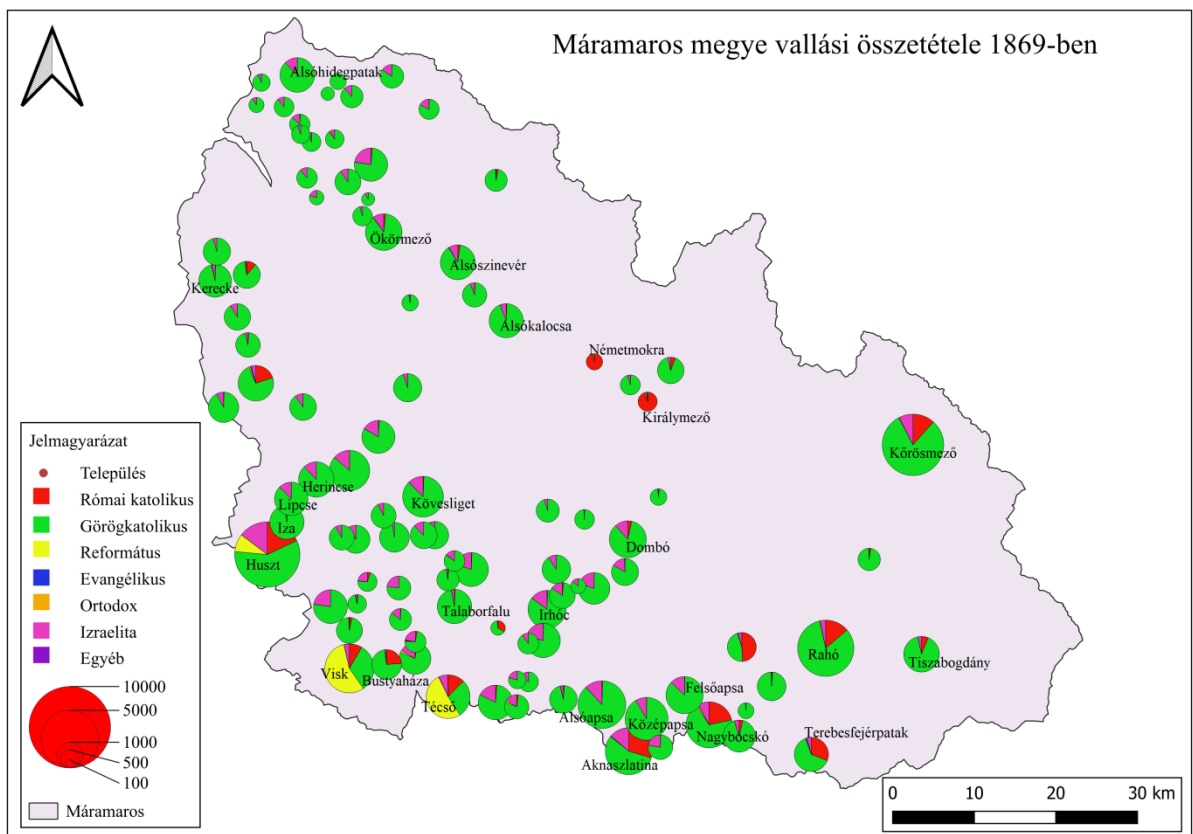 Máramaros megye vallási összetétele 1869-ben
Alsóhidegpatak
Ökörmező
Alsószinevér
Kerecke
Alsókalocsa
Németmokra
Királymező
Kőrösmező
Herincse
Lipcse
Kövesliget
Iza
Huszt
Dombó
Talaborfalu
Irhóc
Visk
Bustyaháza
Técső
Rahó
Tiszabogdány
Felsőapsa
Alsóapsa
Középapsa
Nagybocskó
Terebesfejérpatak
Aknaszlatina
Jelmagyarázat
Település
Római katolikus
Görögkatolikus
Református
Evangélikus
Ortodox
Izraelita
Egyéb
10000
5000
1000
500
100
Máramaros
0 10 20 30 km